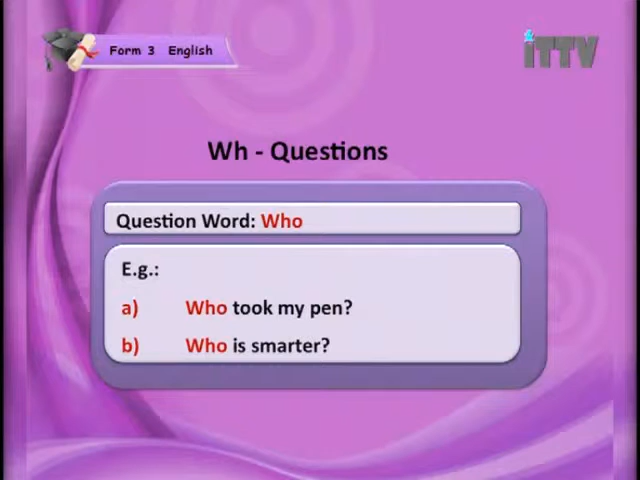 Form 3 English
iTTV
Wh - Questions
Question Word: Who
E.g.:
a) Who took my pen?
b) Who is smarter?